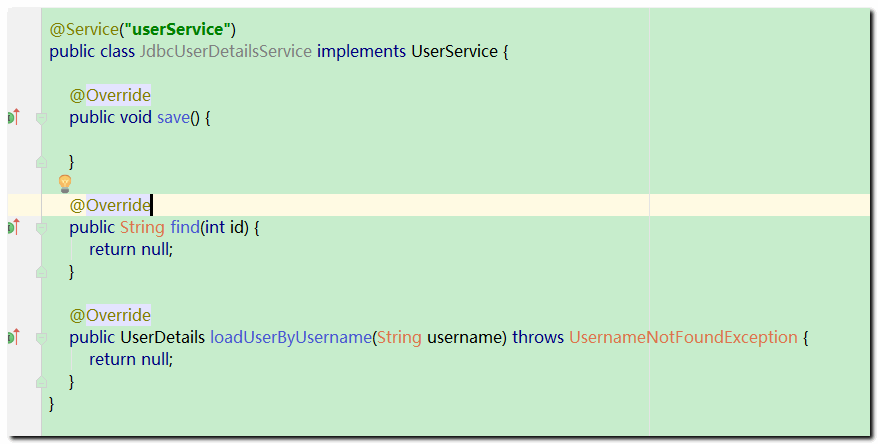 @Service("userService")
public class JdbcUserDetailsService implements UserService {
@Override
public void save() {
}
@Override
public String find(int id) {
return null;
}
@Override
public UserDetails loadUserByUsername(String username) throws UsernameNotFoundException {
return null;
}
}